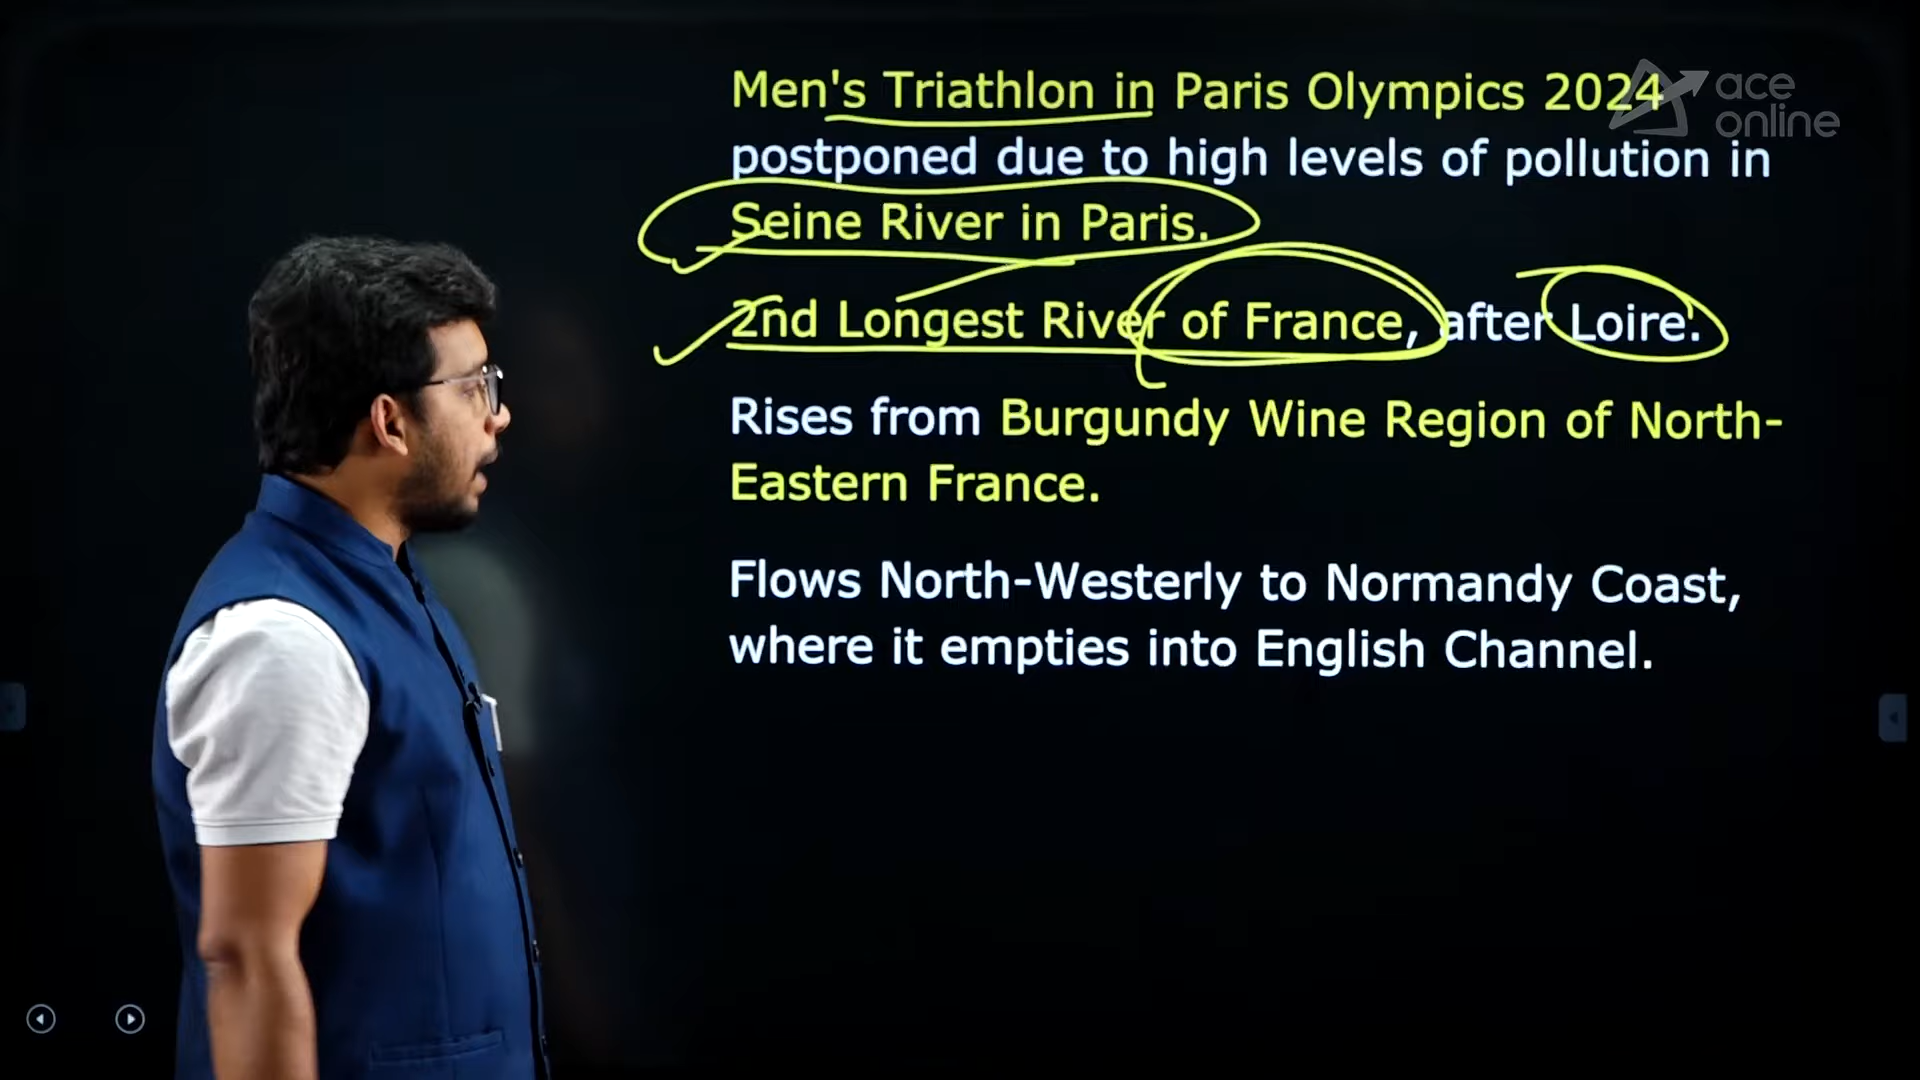 Men's Triathlon in Paris Olympics 2024
postponed due to high levels of pollution in
Seine River in Paris.
2nd Longest River of France, after Loire.
Rises from Burgundy Wine Region of North-
Eastern France.
Flows North-Westerly to Normandy Coast,
where it empties into English Channel.
ace
online